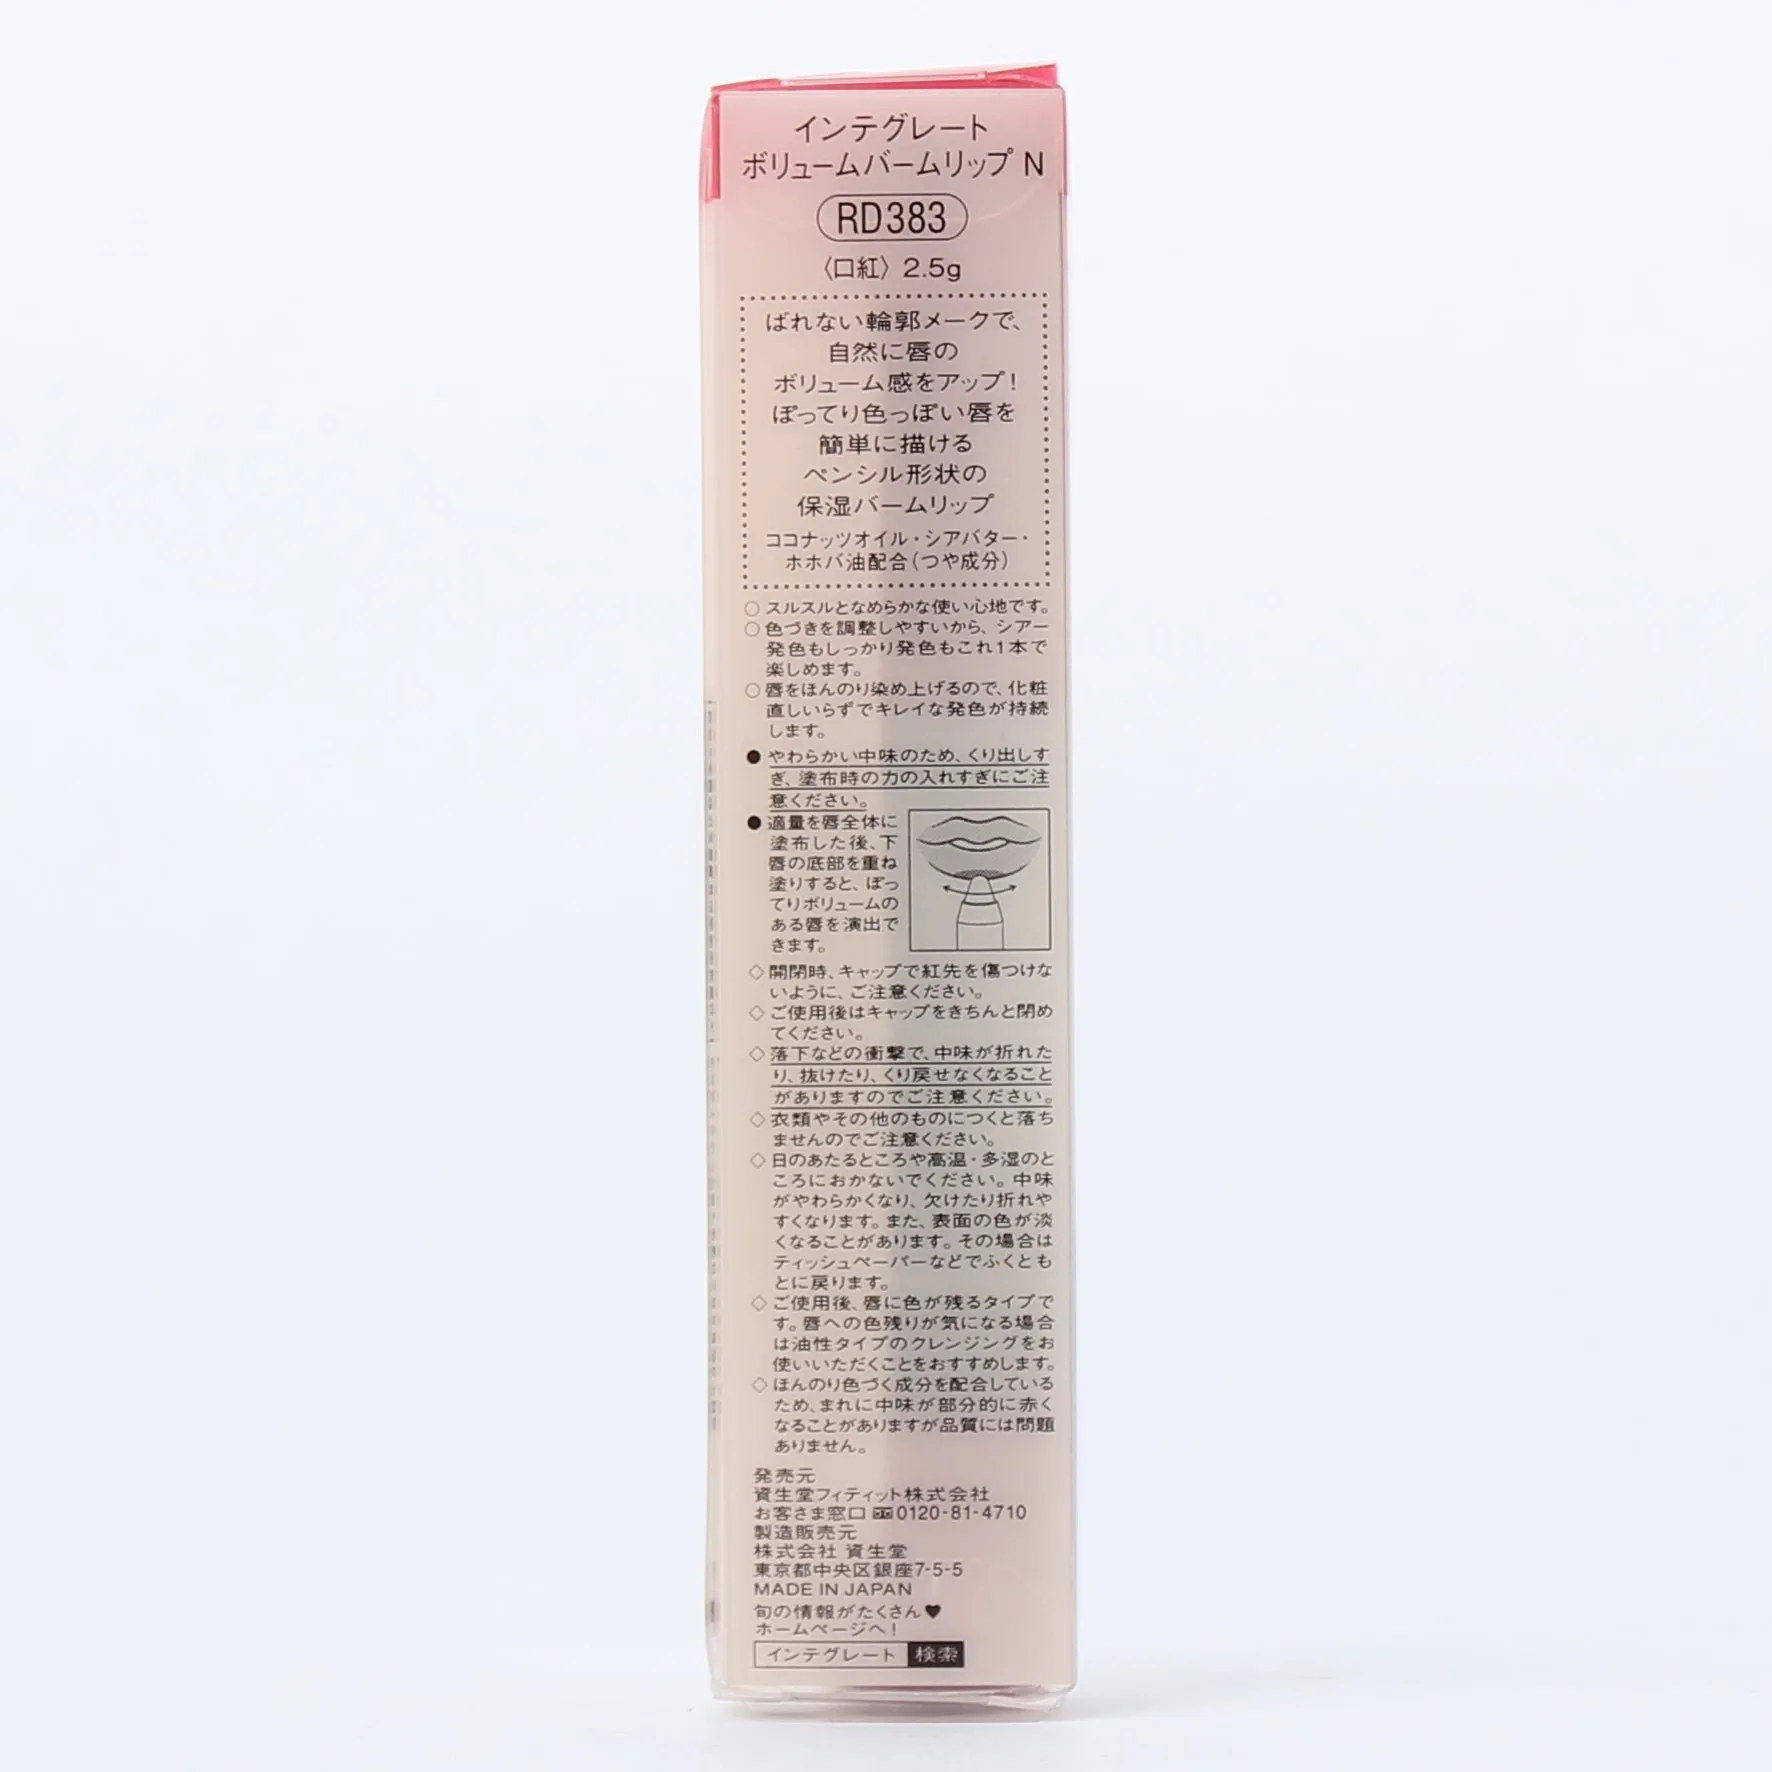 インテグレート
ボリュームバームリップ N
RD383
〈口紅〉2.5g
ばれない輪郭メークで、
自然に唇の
ボリューム感をアップ！
ぽってり色っぽい唇を
簡単に描ける
ペンシル形状の
保湿バームリップ
ココナッツオイル・シアバター・
ホホバ油配合（つや成分）
○ スルスルとなめらかな使い心地です。
○ 色づきを調整しやすいから、シアー
発色もしっかり発色もこれ1本で
楽しめます。
○ 唇をほんのり染め上げるので、化粧
直しいらずでキレイな発色が持続
します。
● やわらかい中味のため、くり出しす
ぎ、塗布時の力の入れすぎにご注
意ください。
● 適量を唇全体に
塗布した後、下
唇の底部を重ね
塗りすると、ぽっ
てりボリュームの
ある唇を演出で
きます。
◇ 開閉時、キャップで紅先を傷つけな
いように、ご注意ください。
◇ ご使用後はキャップをきちんと閉め
てください。
◇ 落下などの衝撃で、中味が折れた
り、抜けたり、くり戻せなくなること
がありますのでご注意ください。
◇ 衣類やその他のものにつくと落ち
ませんのでご注意ください。
◇ 日のあたるところや高温・多湿のと
ころにおかないでください。中味
がやわらかくなり、欠けたり折れや
すくなります。また、表面の色が淡
くなることがあります。その場合は
ティッシュペーパーなどでふくとも
とに戻ります。
◇ ご使用後、唇に色が残るタイプで
す。唇への色残りが気になる場合
は油性タイプのクレンジングをお
使いいただくことをおすすめします。
◇ ほんのり色づく成分を配合している
ため、まれに中味が部分的に赤く
なることがありますが品質には問題
ありません。
発売元
資生堂フィティット株式会社
お客さま窓口 0120-81-4710
製造販売元
株式会社 資生堂
東京都中央区銀座7-5-5
MADE IN JAPAN
旬の情報がたくさん♥
ホームページへ！
インテグレート 検索